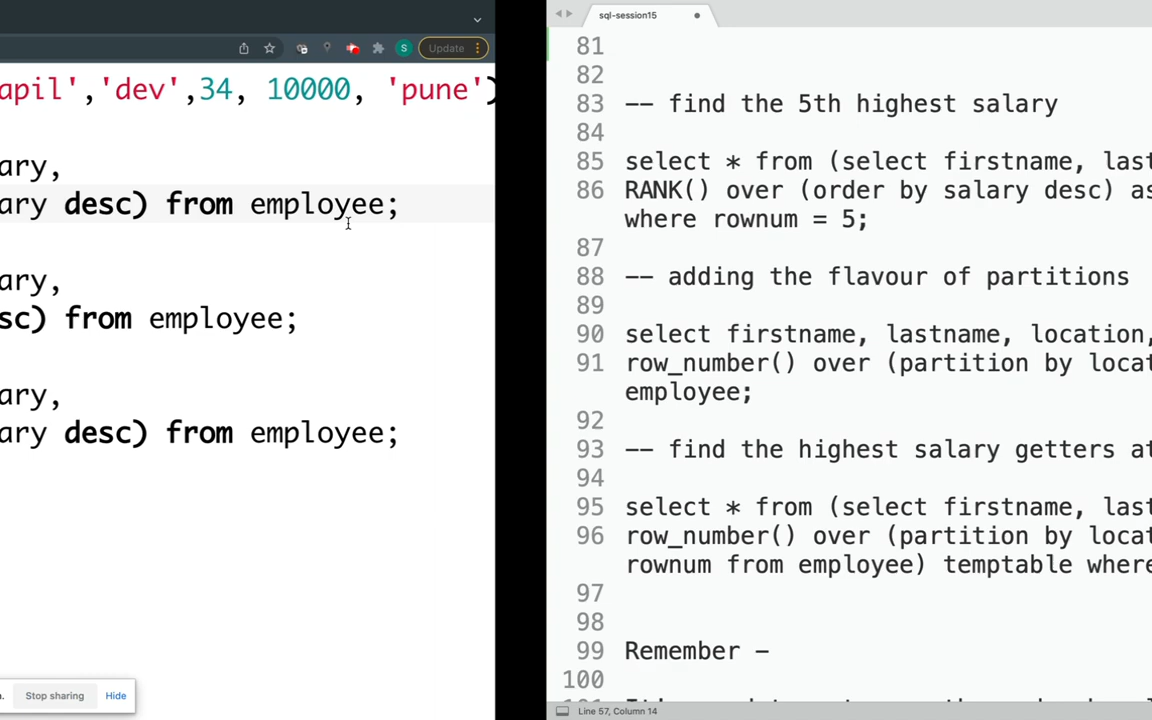 Update
apil','dev',34, 10000, 'pune')
ary,
ary desc) from employee;
ary,
sc) from employee;
ary,
ary desc) from employee;
Stop sharing Hide
sql-session15
81
82
83 -- find the 5th highest salary
84
85 select * from (select firstname, last
86 RANK() over (order by salary desc) as
where rownum = 5;
87
88 -- adding the flavour of partitions
89
90 select firstname, lastname, location,
91 row_number() over (partition by locat
employee;
92
93 -- find the highest salary getters at
94
95 select * from (select firstname, last
96 row_number() over (partition by locat
rownum from employee) temptable where
97
98
99 Remember -
100
Line 57, Column 14